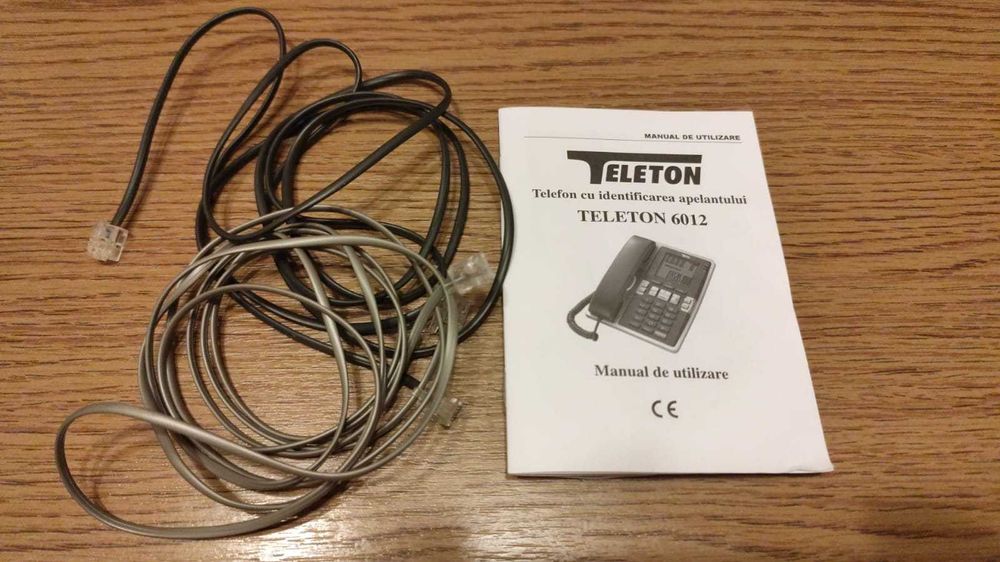 MANUAL DE UTILIZARE
TELETON
Telefon cu identificarea apelantului
TELETON 6012
Manual de utilizare
CE